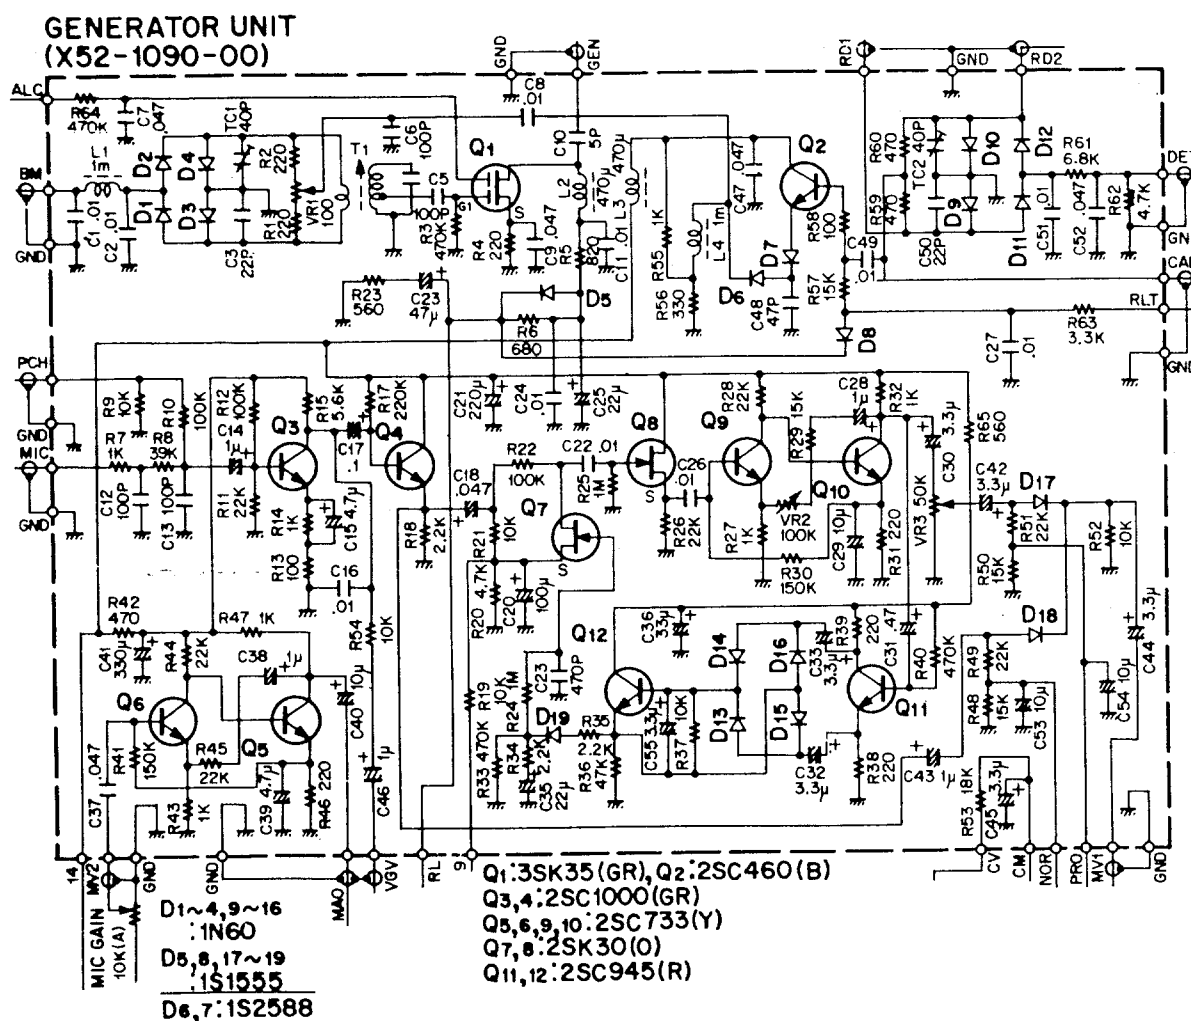 GENERATOR UNIT
(X52-1090-00)
GND
GEN
RD1
GND
RD2
ALC
R64
470K
C7
.047
C8
.01
C10
5P
TC1
40P
R2
220
D2
D4
L1
1m
BM
GND
C1
.01
C2
.01
D1
D3
C3
22P
R1
220
VR1
100
T1
C6
100P
C5
100P
R3
470K
Q1
G1
S
R4
220
C9
.047
L2
470μ
R5
820
C11
.01
L3
470μ
R55
1K
L4
1m
R56
330
C47
.047
Q2
D7
D6
C48
47P
R58
100
R57
15K
C49
.01
D8
R60
470
R59
470
TC2
40P
C50
22P
D10
D9
D12
D11
R61
6.8K
C51
.01
C52
.047
R62
4.7K
DET
GND
CAL
RLT
GND
R63
3.3K
C27
.01
R23
560
C23
47μ
D5
R6
680
PCH
GND
MIC
GND
R9
10K
R7
1K
R8
39K
R10
100K
C12
100P
C13
100P
R12
100K
C14
1μ
R11
22K
Q3
R15
5.6K
R14
1K
R13
100
C15
4.7μ
C16
.01
C17
.1
R17
220K
Q4
R18
2.2K
R54
10K
C21
220μ
C24
.01
C25
22μ
C18
.047
R22
100K
R21
10K
R20
4.7K
C20
100μ
Q7
S
C22
.01
R25
1M
Q8
S
R26
22K
C26
.01
Q9
R28
22K
R27
1K
R29
15K
C28
1μ
VR2
100K
R30
150K
Q10
C29
10μ
R32
1K
R31
220
C30
3.3μ
VR3
50K
R65
560
C42
3.3μ
D17
R51
22K
R50
15K
R52
10K
D18
C44
3.3μ
R49
22K
R48
15K
C53
10μ
C54
10μ
R42
470
C41
330μ
R44
22K
R47 1K
C38
1μ
Q6
Q5
R45
22K
C37
.047
R41
150K
R43
1K
C39
4.7μ
R46
220
C40
10μ
C46
1μ
R19
10K
R33
470K
R24
1M
R34
2.2K
C35
22μ
C23
470P
D19
R35
2.2K
R36
47K
Q12
C36
33μ
C55
3.3μ
R37
10K
D14
D13
D16
D15
C33
3.3μ
C32
3.3μ
R39
220
R38
220
Q11
C31
.47
R40
470K
C43 1μ
R53
18K
C45
3.3μ
14
MV2
GND
GND
MAO
VGV
RL
9
CV
CM
NOR
PRO
MV1
GND
MIC GAIN
10K(A)
D1~4,9~16
:1N60
D5,8,17~19
:1S1555
D6,7:1S2588
Q1:3SK35(GR),Q2:2SC460(B)
Q3,4:2SC1000(GR)
Q5,6,9,10:2SC733(Y)
Q7,8:2SK30(O)
Q11,12:2SC945(R)